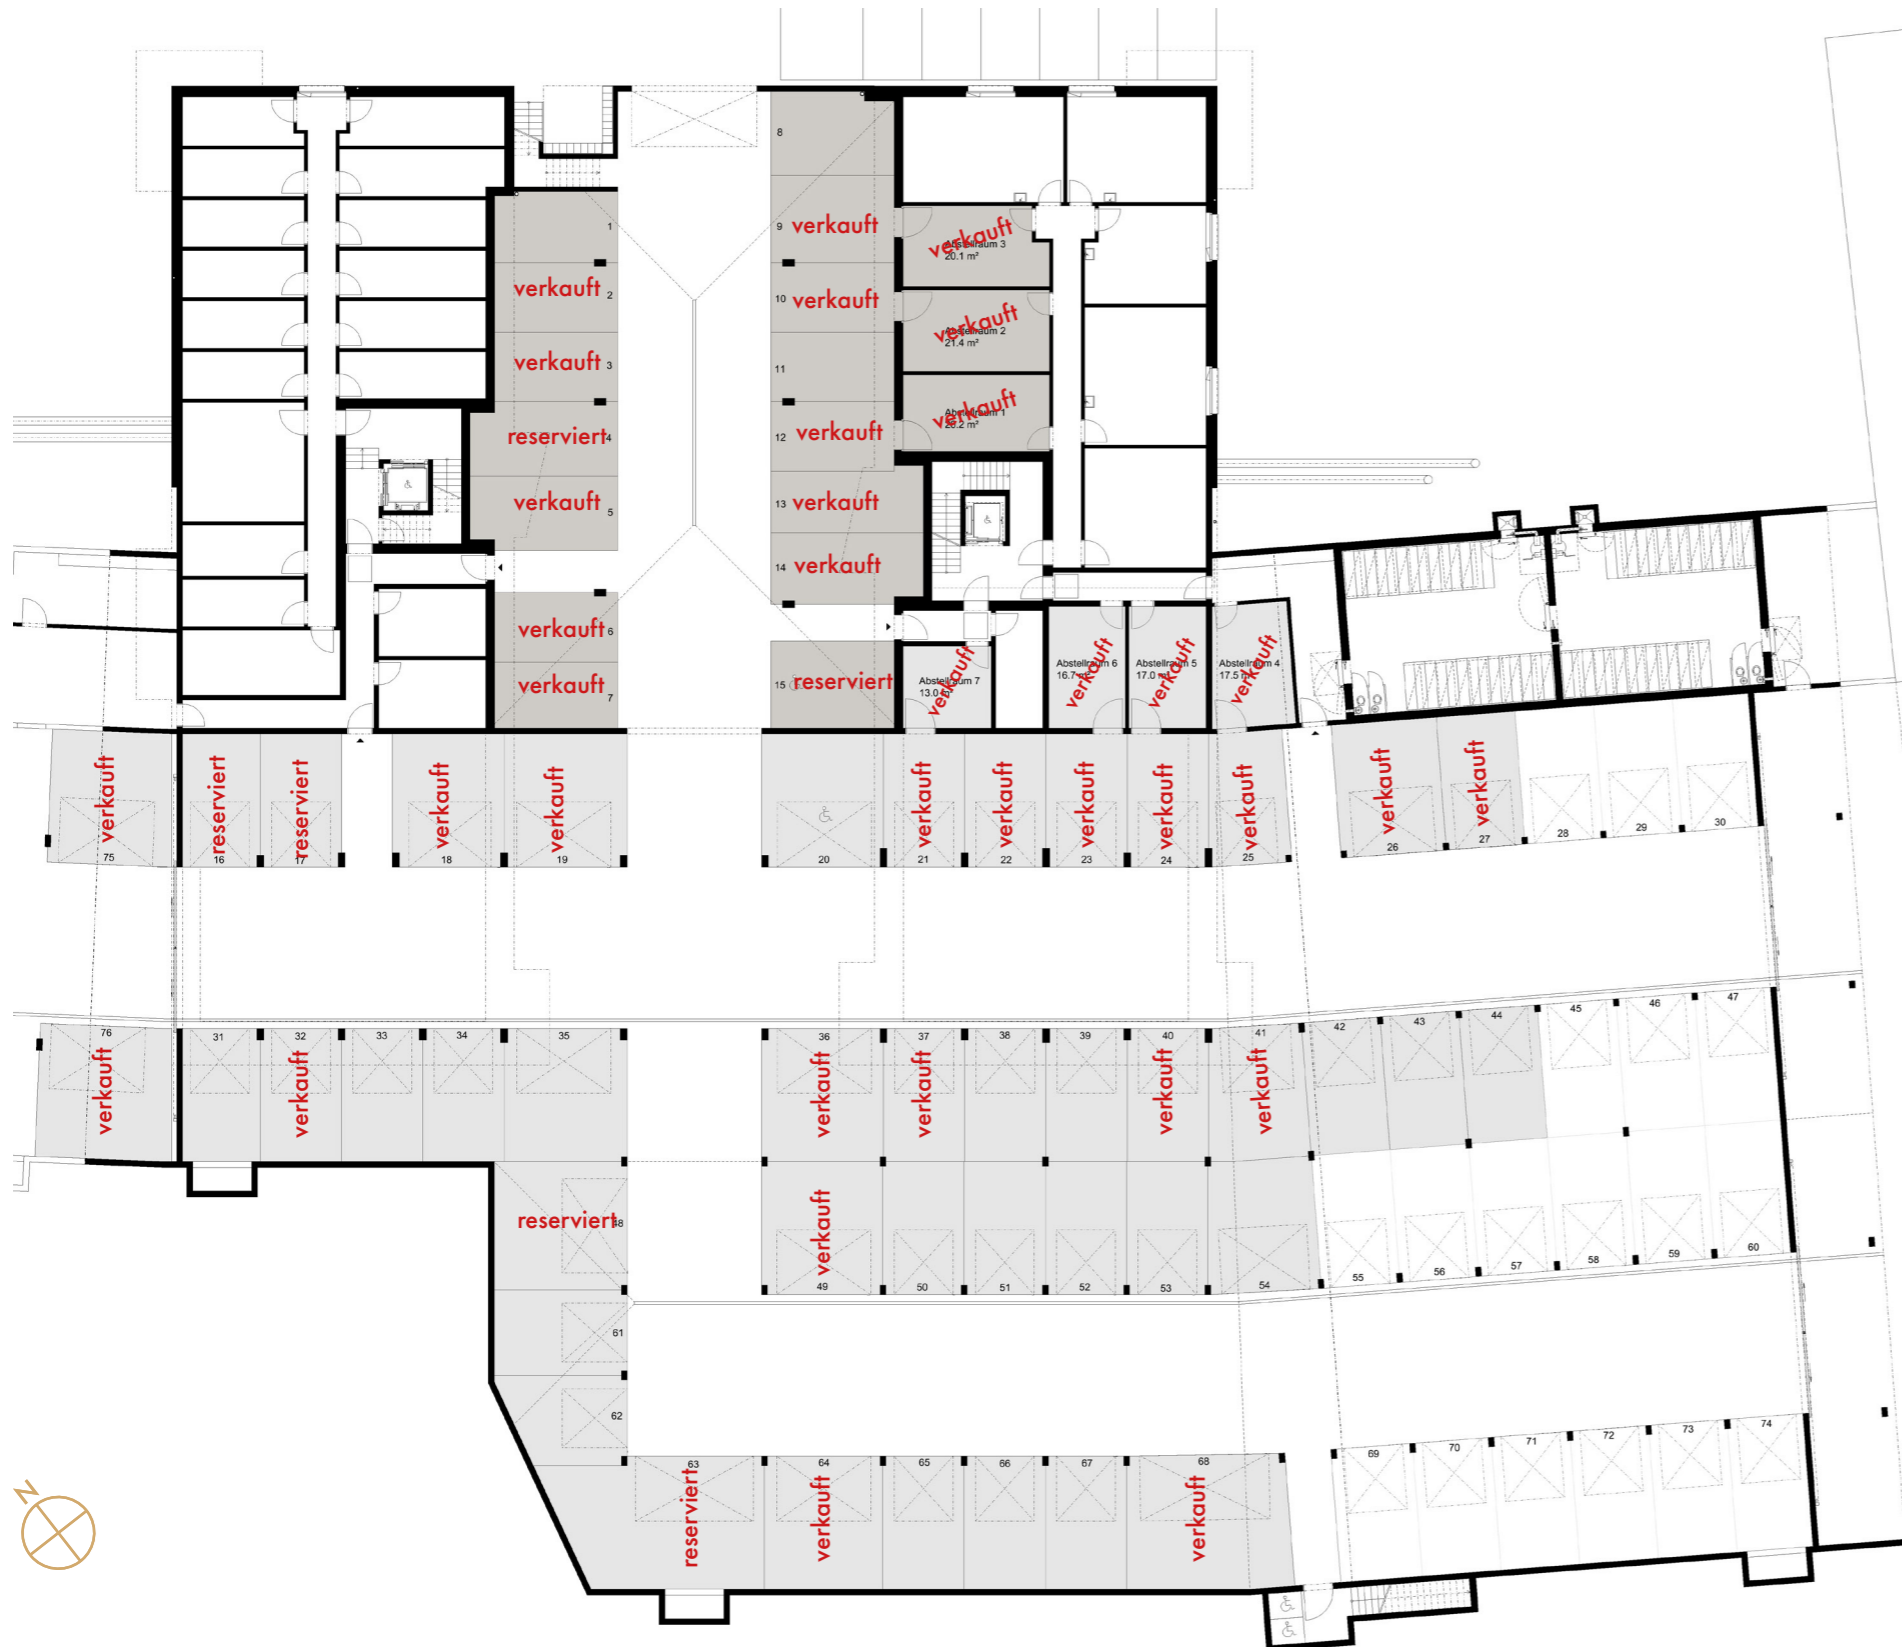 8
1
9 verkauft
verkauft
Abstellraum 3
20.1 m²
verkauft 2
10 verkauft
verkauft
Abstellraum 2
21.4 m²
verkauft 3
11
verkauft
Abstellraum 1
reserviert 4
12 verkauft
verkauft 5
13 verkauft
14 verkauft
verkauft 6
verkauft 7
15 reserviert
verkauft
Abstellraum 7
13.0 m²
verkauft
Abstellraum 6
16.7 m²
verkauft
Abstellraum 5
17.0 m²
verkauft
Abstellraum 4
17.5 m²
verkauft
75
reserviert
16
reserviert
17
verkauft
18
verkauft
19
20
verkauft
21
verkauft
22
verkauft
23
verkauft
24
verkauft
25
verkauft
26
verkauft
27
28
29
30
76
verkauft
31
32
verkauft
33
34
35
36
verkauft
37
verkauft
38
39
40
verkauft
41
verkauft
42
43
44
45
46
47
reserviert 48
verkauft
49
50
51
52
53
54
55
56
57
58
59
60
61
62
63
reserviert
64
verkauft
65
66
67
68
verkauft
69
70
71
72
73
74
N